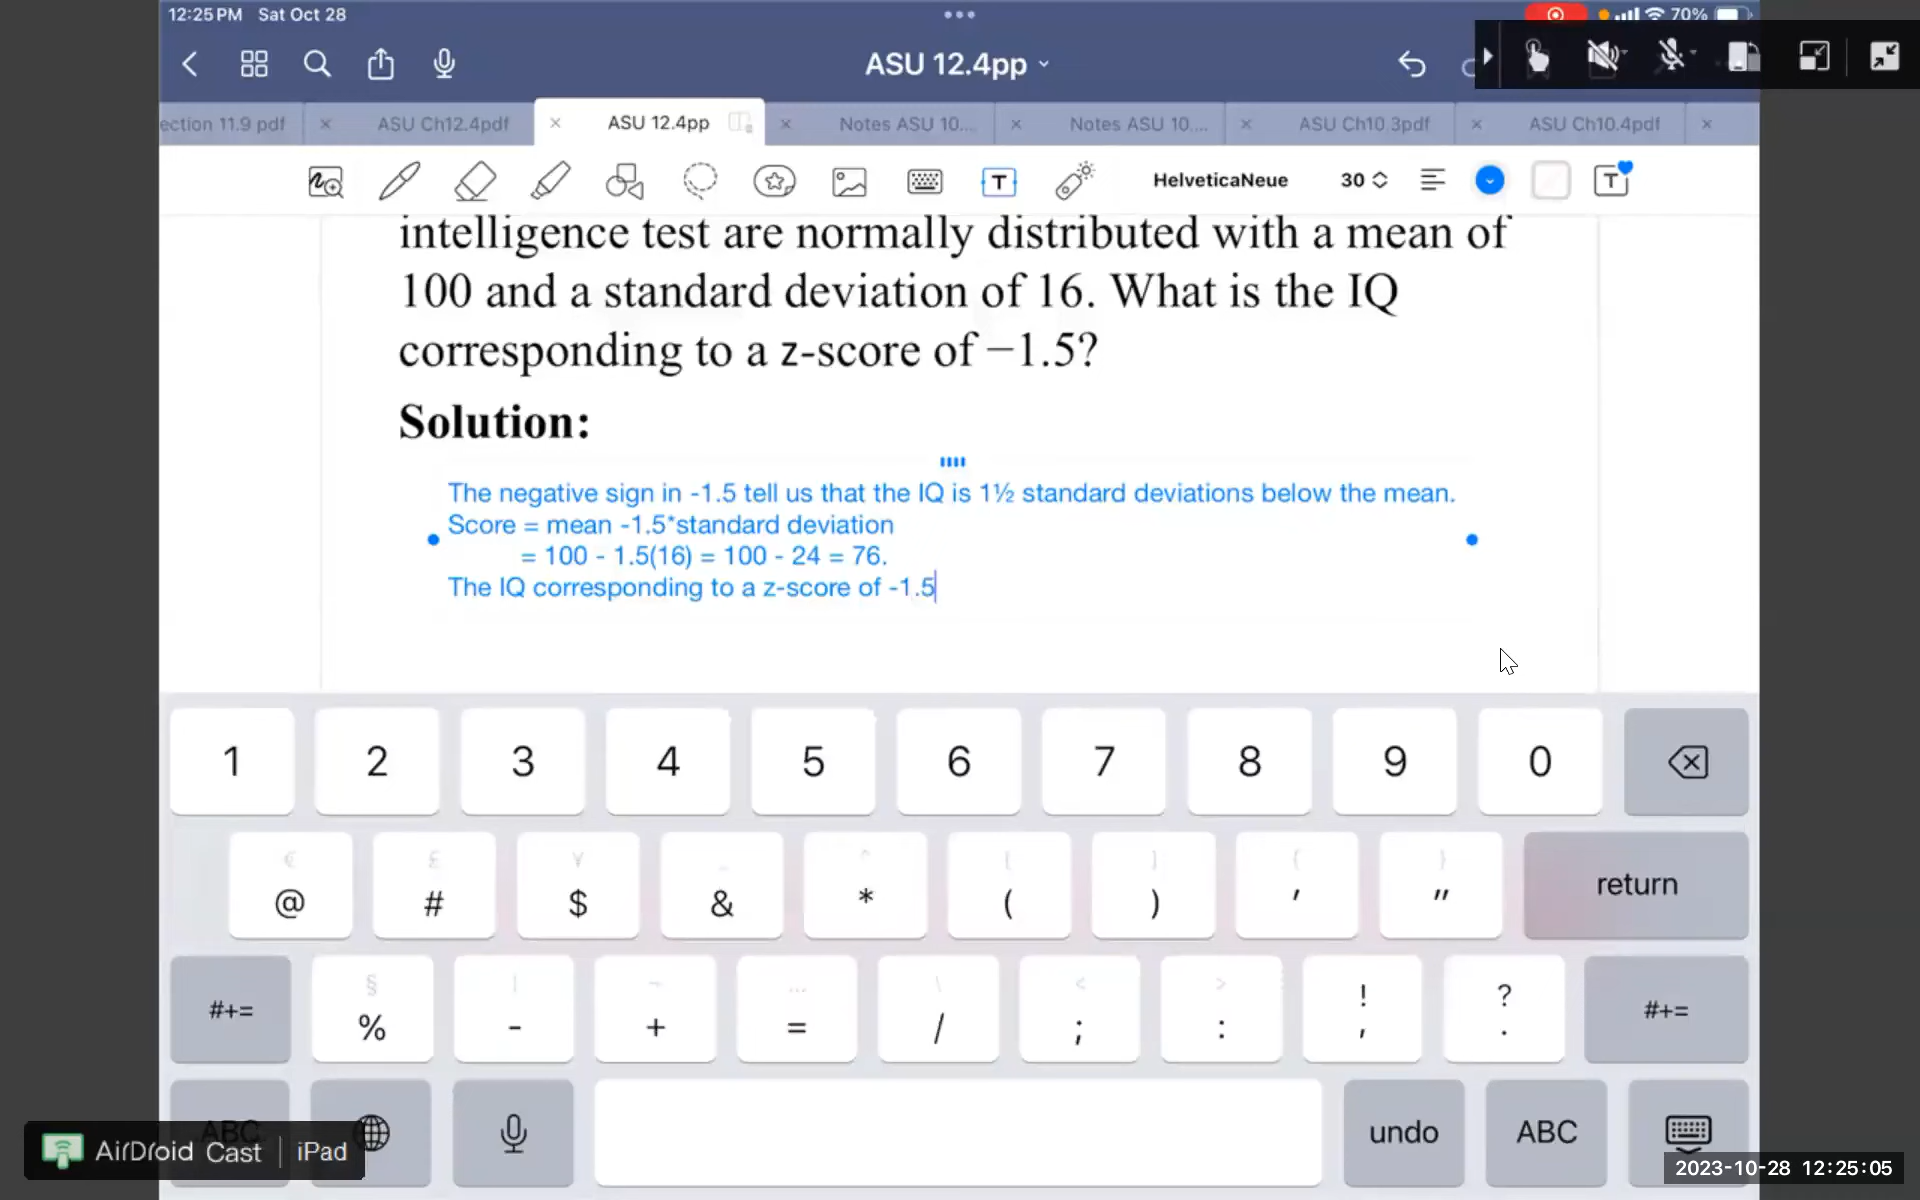 12:25 PM Sat Oct 28
70%
ASU 12.4pp
ection 11.9 pdf
ASU Ch12.4pdf
ASU 12.4pp
Notes ASU 10....
Notes ASU 10....
ASU Ch10.3pdf
ASU Ch10.4pdf
HelveticaNeue 30
intelligence test are normally distributed with a mean of
100 and a standard deviation of 16. What is the IQ
corresponding to a z-score of −1.5?
Solution:
The negative sign in -1.5 tell us that the IQ is 1½ standard deviations below the mean.
Score = mean -1.5*standard deviation
= 100 - 1.5(16) = 100 - 24 = 76.
The IQ corresponding to a z-score of -1.5
1 2 3 4 5 6 7 8 9 0
€ £ ¥ _ ^ [ ] { }
@ # $ & * ( ) ' " return
§ | ~ … \ < > ! ?
#+= % - + = / ; : , . #+=
ABC undo ABC
AirDroid Cast | iPad
2023-10-28 12:25:05